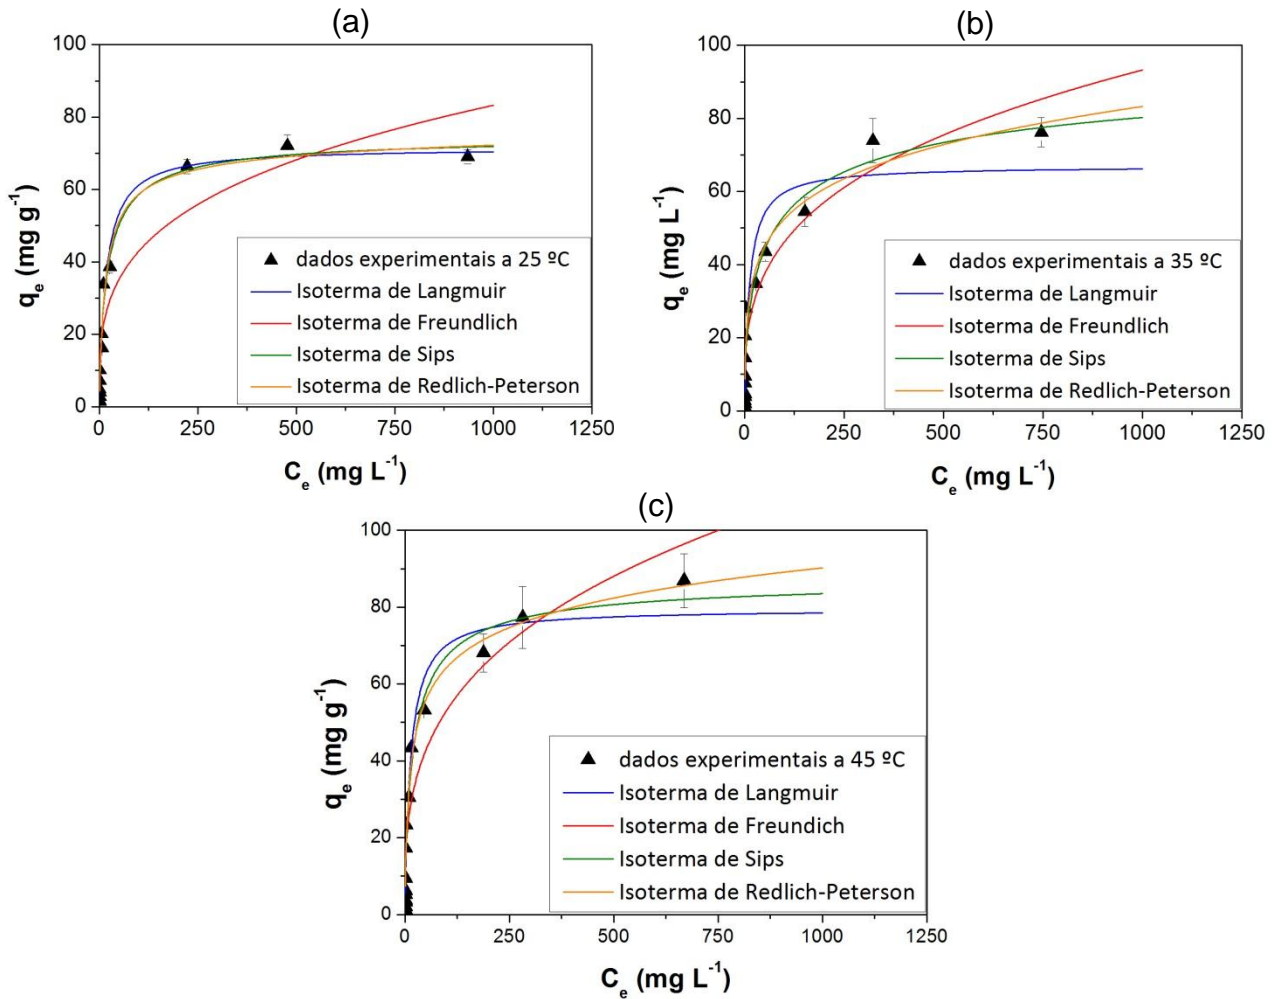 (a)
100
80
60
40
20
0
q_e (mg g^-1)
dados experimentais a 25 ºC
Isoterma de Langmuir
Isoterma de Freundlich
Isoterma de Sips
Isoterma de Redlich-Peterson
0 250 500 750 1000 1250
C_e (mg L^-1)
(b)
100
80
60
40
20
0
q_e (mg L^-1)
dados experimentais a 35 ºC
Isoterma de Langmuir
Isoterma de Freundlich
Isoterma de Sips
Isoterma de Redlich-Peterson
0 250 500 750 1000 1250
C_e (mg L^-1)
(c)
100
80
60
40
20
0
q_e (mg g^-1)
dados experimentais a 45 ºC
Isoterma de Langmuir
Isoterma de Freundich
Isoterma de Sips
Isoterma de Redlich-Peterson
0 250 500 750 1000 1250
C_e (mg L^-1)